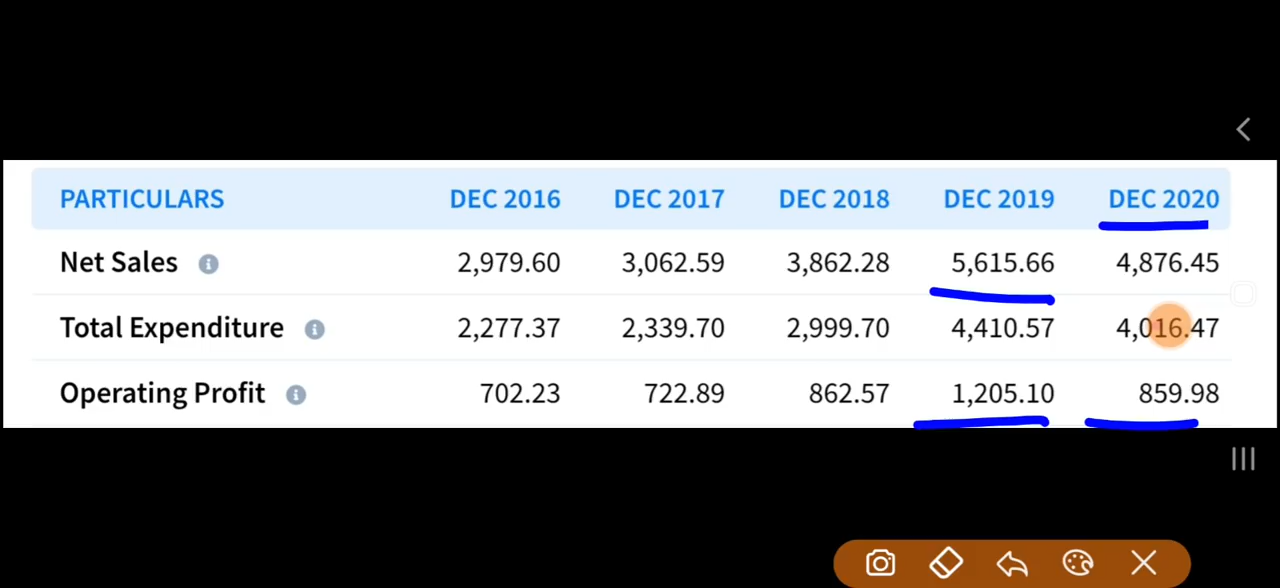 PARTICULARS DEC 2016 DEC 2017 DEC 2018 DEC 2019 DEC 2020
Net Sales 2,979.60 3,062.59 3,862.28 5,615.66 4,876.45
Total Expenditure 2,277.37 2,339.70 2,999.70 4,410.57 4,016.47
Operating Profit 702.23 722.89 862.57 1,205.10 859.98